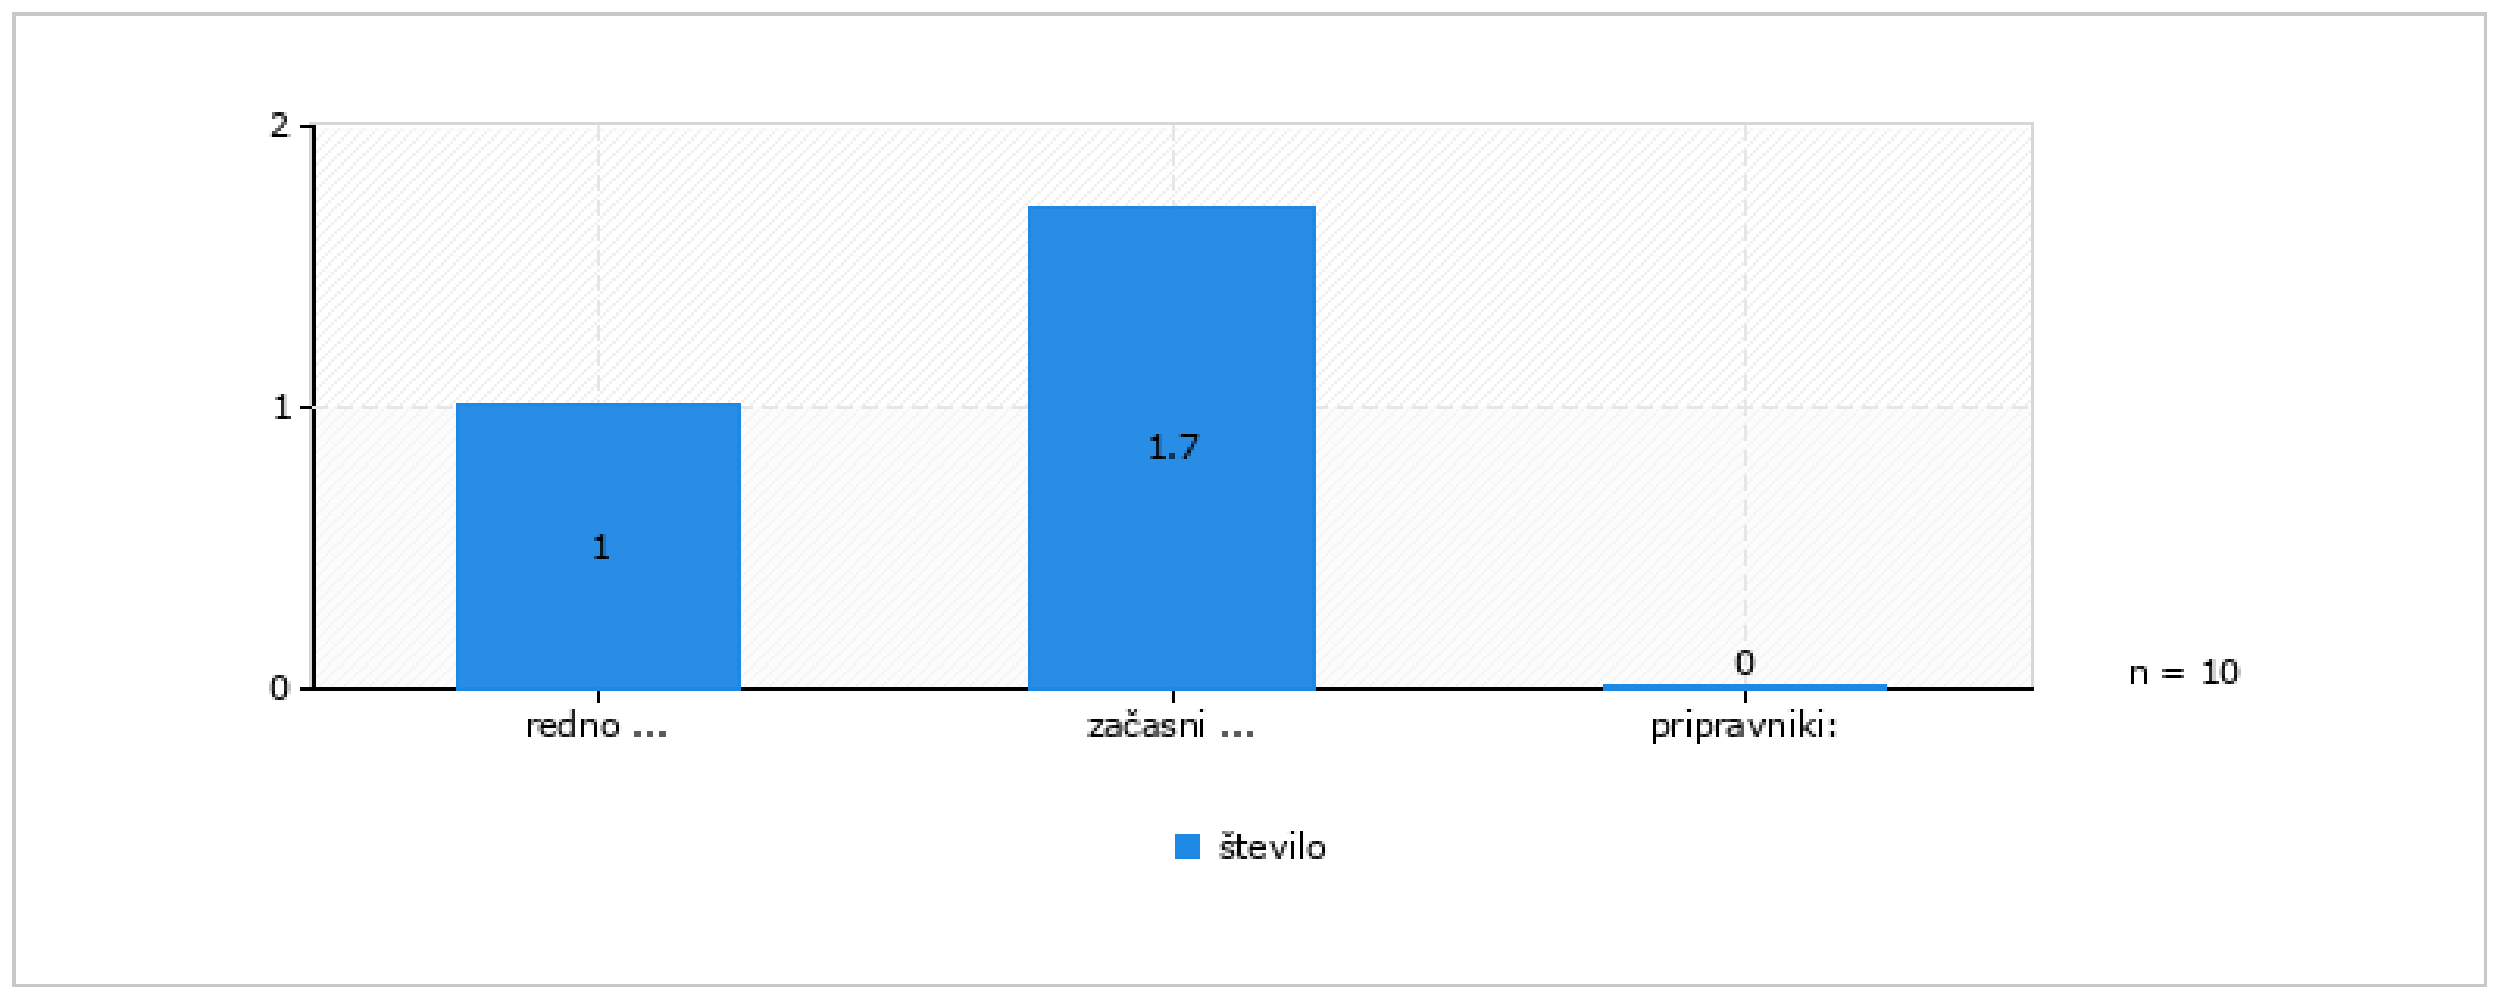 2
1
0
1
1.7
0
redno ...
začasni ...
pripravniki:
n = 10
število